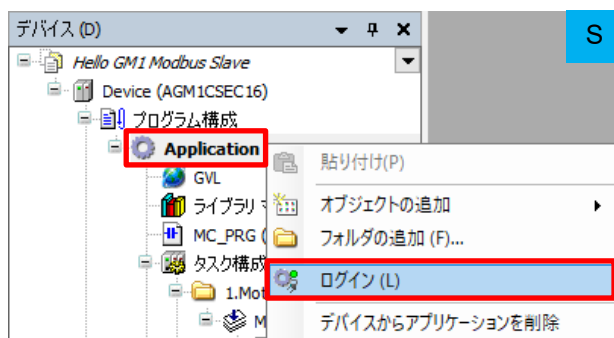 デバイス (D)
S
Hello GM1 Modbus Slave
Device (AGM1CSEC16)
プログラム構成
Application
GVL
ライブラリ
MC_PRG (
タスク構成
1.Mot
M
貼り付け(P)
オブジェクトの追加
フォルダの追加 (F)...
ログイン (L)
デバイスからアプリケーションを削除